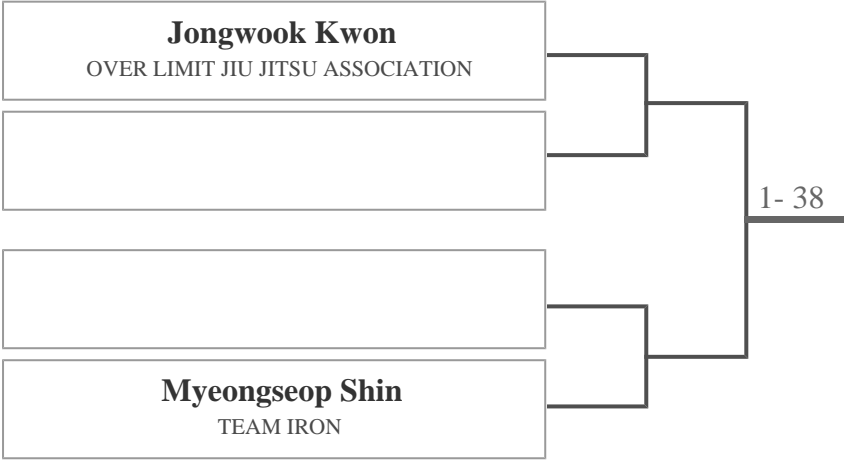 Jongwook Kwon
OVER LIMIT JIU JITSU ASSOCIATION
1- 38
Myeongseop Shin
TEAM IRON